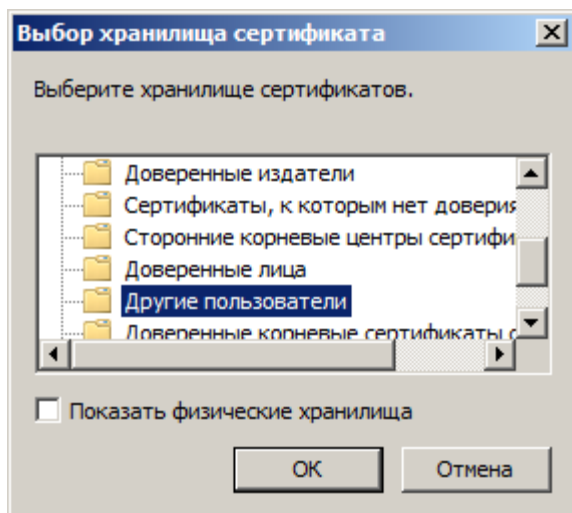 Выбор хранилища сертификата
Выберите хранилище сертификатов.
Доверенные издатели
Сертификаты, к которым нет доверия
Сторонние корневые центры сертифи
Доверенные лица
Другие пользователи
Доверенные корневые сертификаты с
Показать физические хранилища
ОК
Отмена